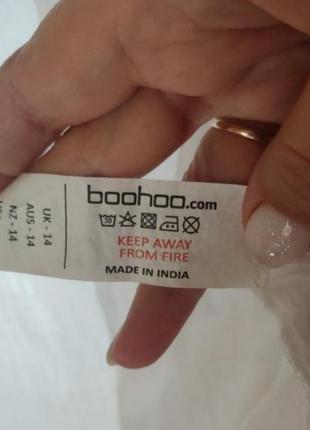 boohoo.com
30
KEEP AWAY
FROM FIRE
MADE IN INDIA
UK - 14
AUS - 14
NZ - 14